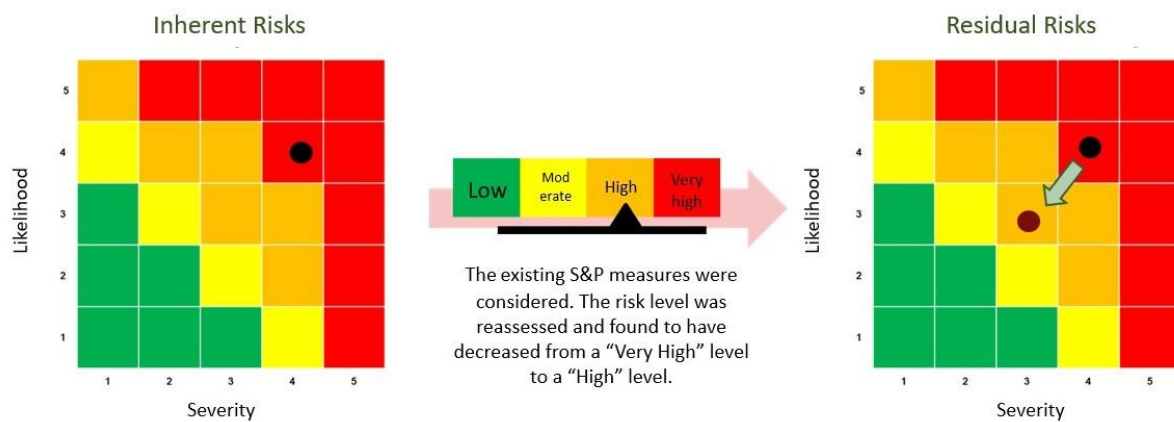 Inherent Risks
Residual Risks
5
4
3
2
1
Likelihood
1 2 3 4 5
Severity
Low
Mod
erate
High
Very
high
The existing S&P measures were
considered. The risk level was
reassessed and found to have
decreased from a “Very High” level
to a “High” level.
5
4
3
2
1
Likelihood
1 2 3 4 5
Severity